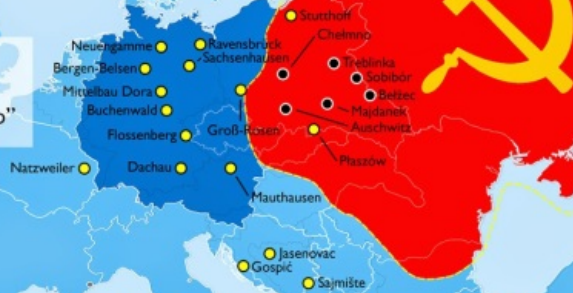 Stutthof
Chełmno
Neuengamme
Ravensbrück
Sachsenhausen
Treblinka
Bergen-Belsen
Sobibór
Mittelbau Dora
Bełżec
Buchenwald
Majdanek
Flossenberg
Groß-Rosen
Auschwitz
Natzweiler
Dachau
Płaszów
Mauthausen
Jasenovac
Gospić
Sajmište